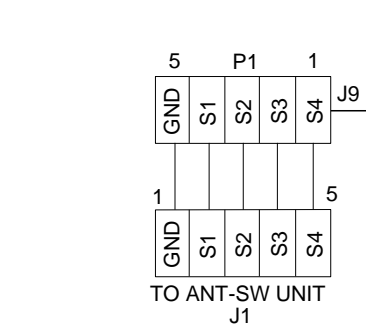 5 P1 1
GND S1 S2 S3 S4 J9
1 5
GND S1 S2 S3 S4
TO ANT-SW UNIT
J1